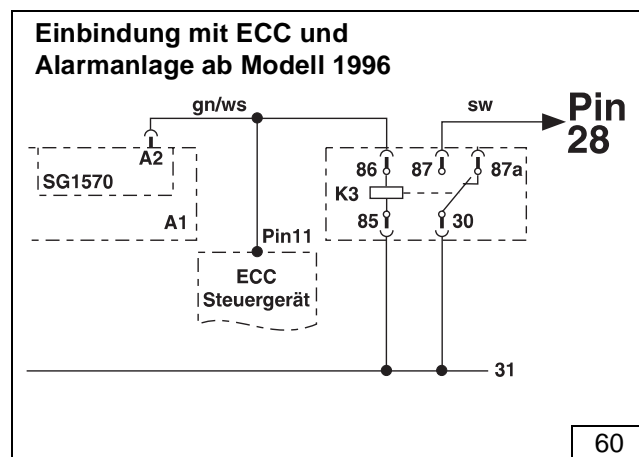 Einbindung mit ECC und
Alarmanlage ab Modell 1996
gn/ws
sw
Pin
28
A2
SG1570
A1
86
87
87a
K3
85
30
Pin11
ECC
Steuergerät
31
60